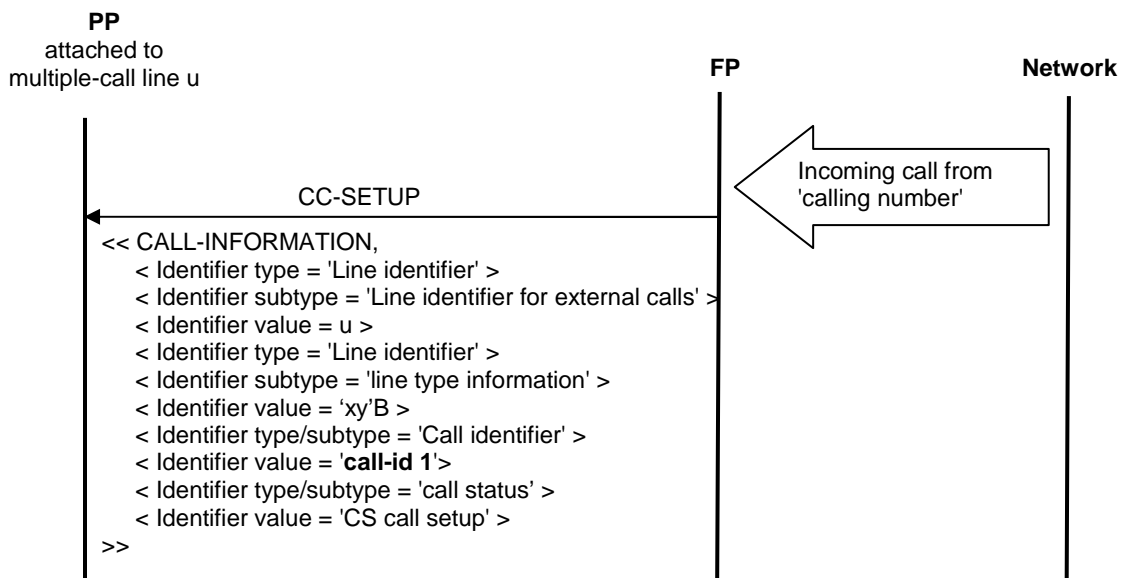 PP
attached to
multiple-call line u
FP
Network
Incoming call from
'calling number'
CC-SETUP
<< CALL-INFORMATION,
< Identifier type = 'Line identifier' >
< Identifier subtype = 'Line identifier for external calls' >
< Identifier value = u >
< Identifier type = 'Line identifier' >
< Identifier subtype = 'line type information' >
< Identifier value = ‘xy’B >
< Identifier type/subtype = 'Call identifier' >
< Identifier value = 'call-id 1'>
< Identifier type/subtype = 'call status’ >
< Identifier value = 'CS call setup' >
>>